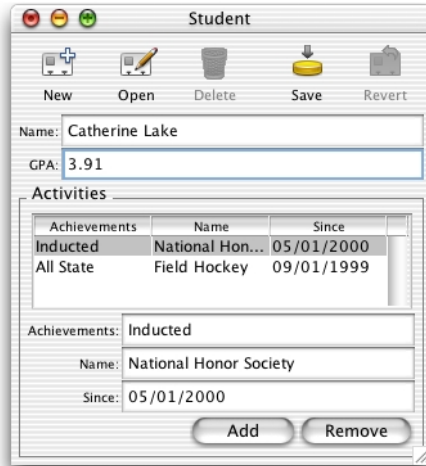 Student
New Open Delete Save Revert
Name: Catherine Lake
GPA: 3.91
Activities
Achievements Name Since
Inducted National Hon... 05/01/2000
All State Field Hockey 09/01/1999
Achievements: Inducted
Name: National Honor Society
Since: 05/01/2000
Add Remove